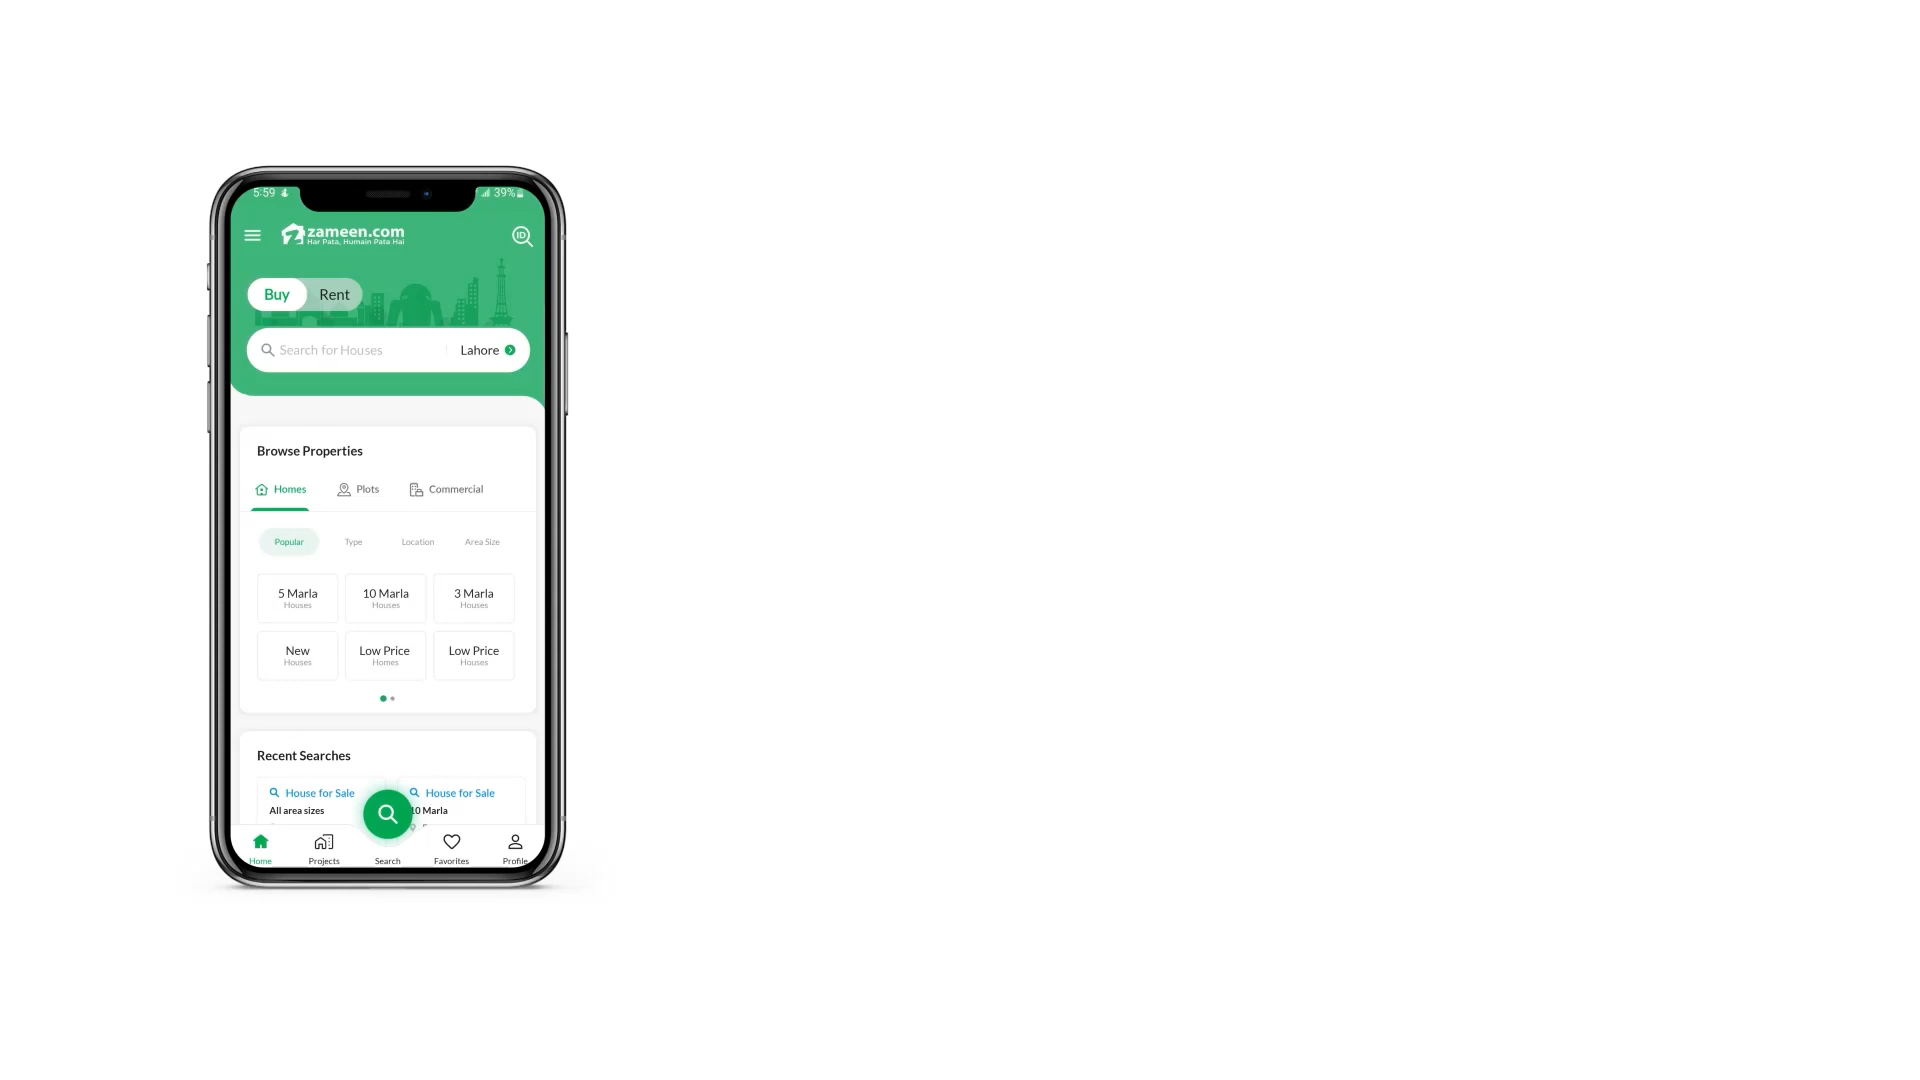 5:59
39%
zameen.com
Har Pata, Humain Pata Hai
ID
Buy Rent
Search for Houses Lahore
Browse Properties
Homes Plots Commercial
Popular Type Location Area Size
5 Marla 10 Marla 3 Marla
Houses Houses Houses
New Low Price Low Price
Houses Homes Houses
Recent Searches
House for Sale House for Sale
All area sizes 10 Marla
Home Projects Search Favorites Profile